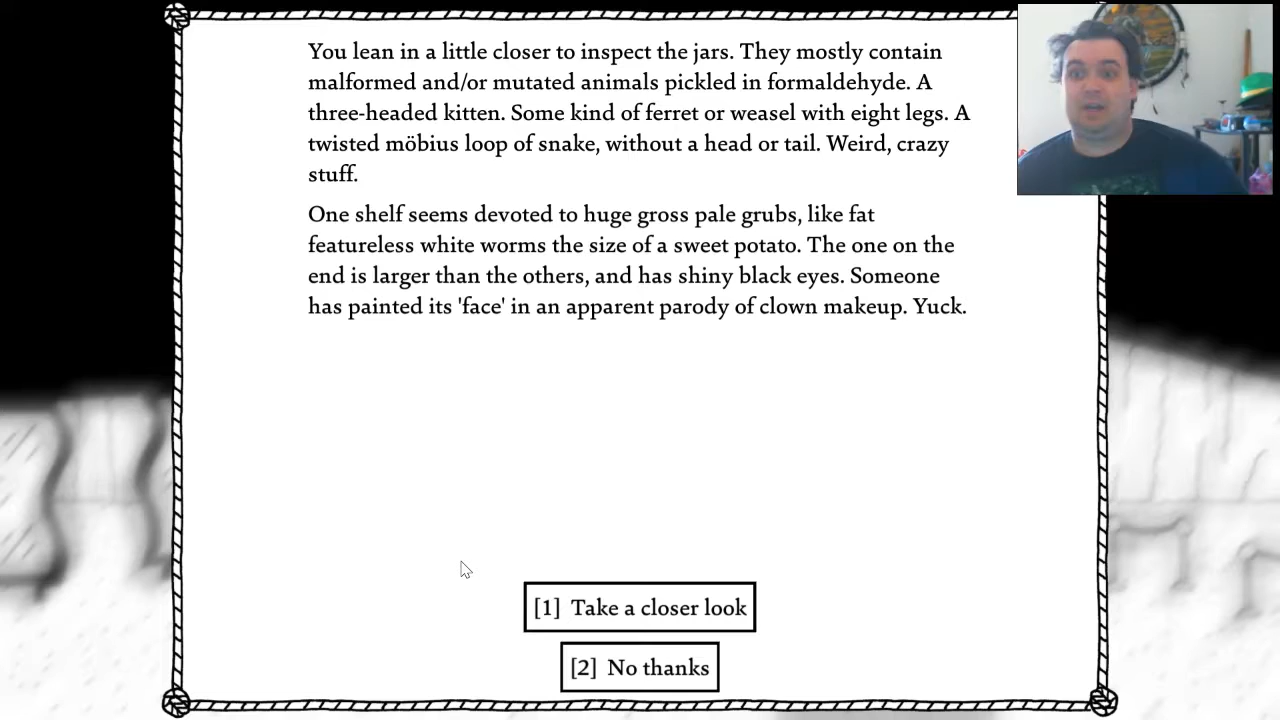 You lean in a little closer to inspect the jars. They mostly contain
malformed and/or mutated animals pickled in formaldehyde. A
three-headed kitten. Some kind of ferret or weasel with eight legs. A
twisted möbius loop of snake, without a head or tail. Weird, crazy
stuff.
One shelf seems devoted to huge gross pale grubs, like fat
featureless white worms the size of a sweet potato. The one on the
end is larger than the others, and has shiny black eyes. Someone
has painted its 'face' in an apparent parody of clown makeup. Yuck.
[1] Take a closer look
[2] No thanks